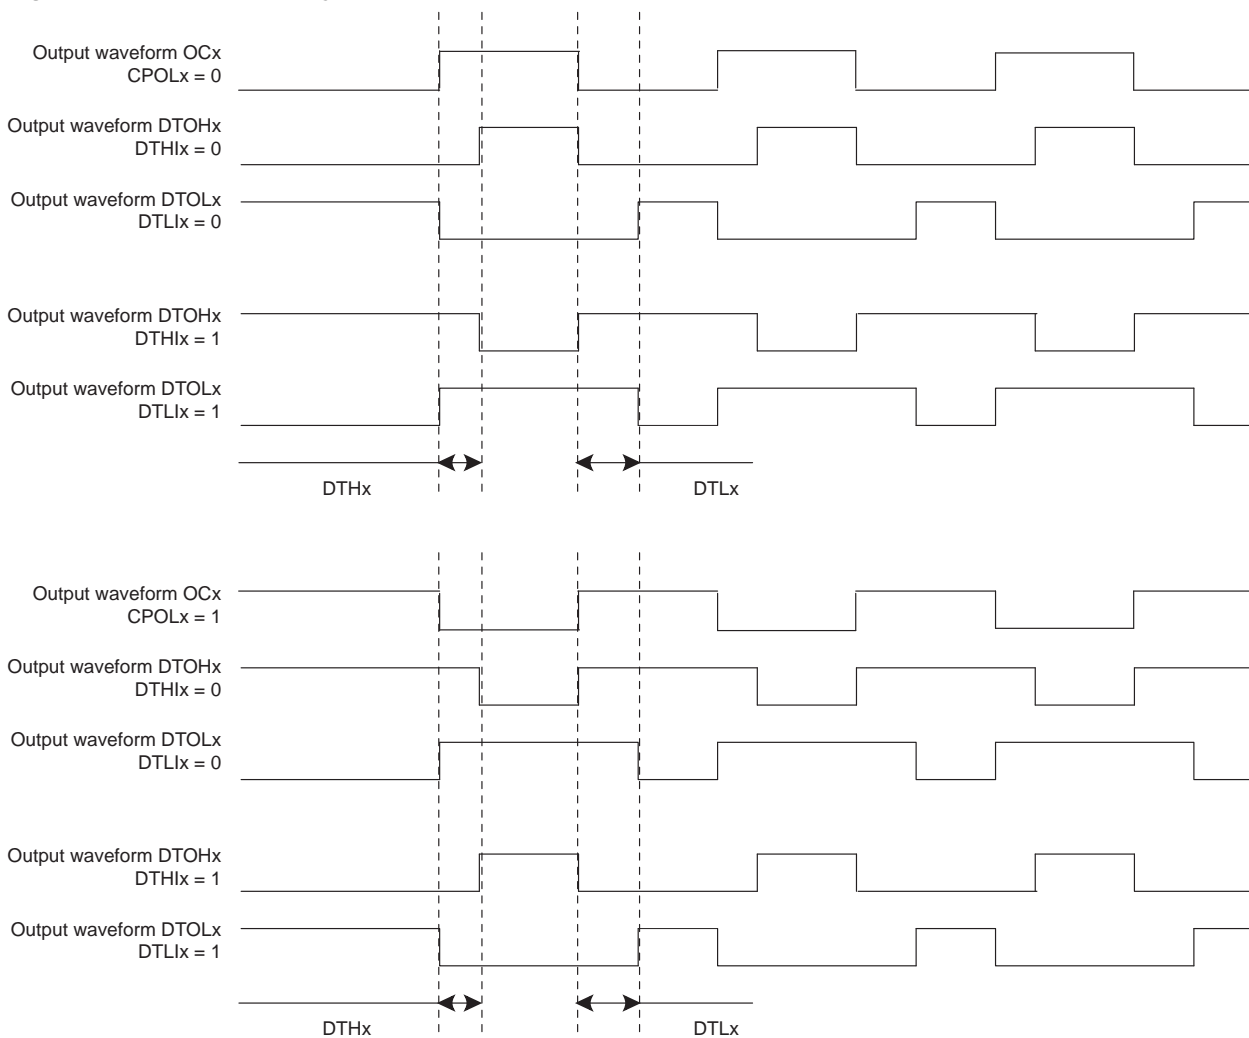 Output waveform OCx
CPOLx = 0
Output waveform DTOHx
DTHIx = 0
Output waveform DTOLx
DTLIx = 0
Output waveform DTOHx
DTHIx = 1
Output waveform DTOLx
DTLIx = 1
DTHx
DTLx
Output waveform OCx
CPOLx = 1
Output waveform DTOHx
DTHIx = 0
Output waveform DTOLx
DTLIx = 0
Output waveform DTOHx
DTHIx = 1
Output waveform DTOLx
DTLIx = 1
DTHx
DTLx